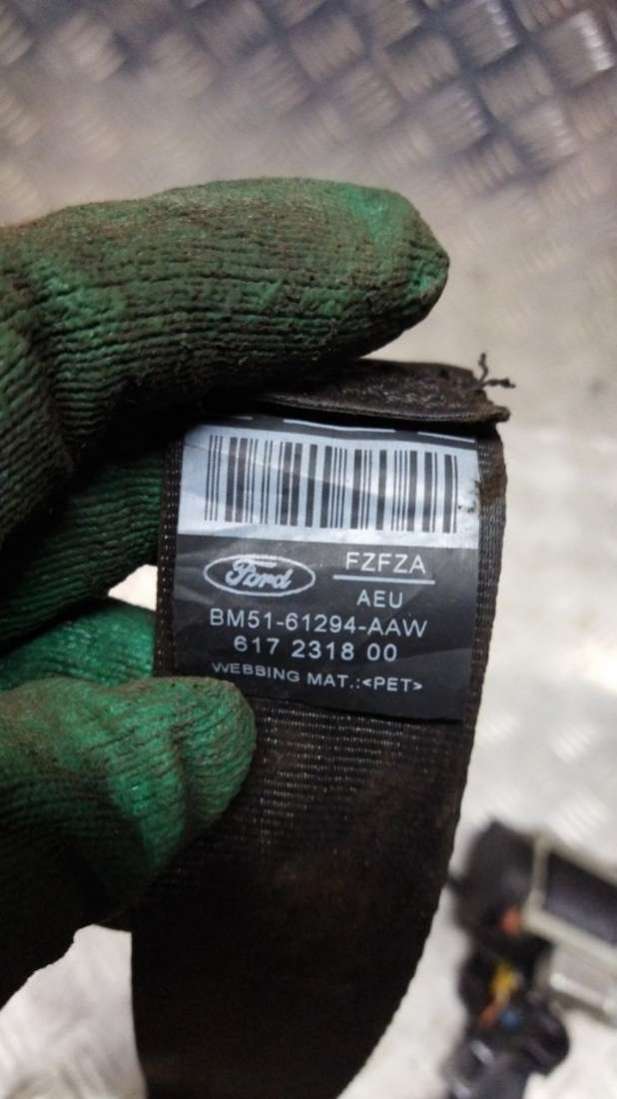 Ford
FZFZA
AEU
BM51-61294-AAW
617 2318 00
WEBBING MAT.:<PET>